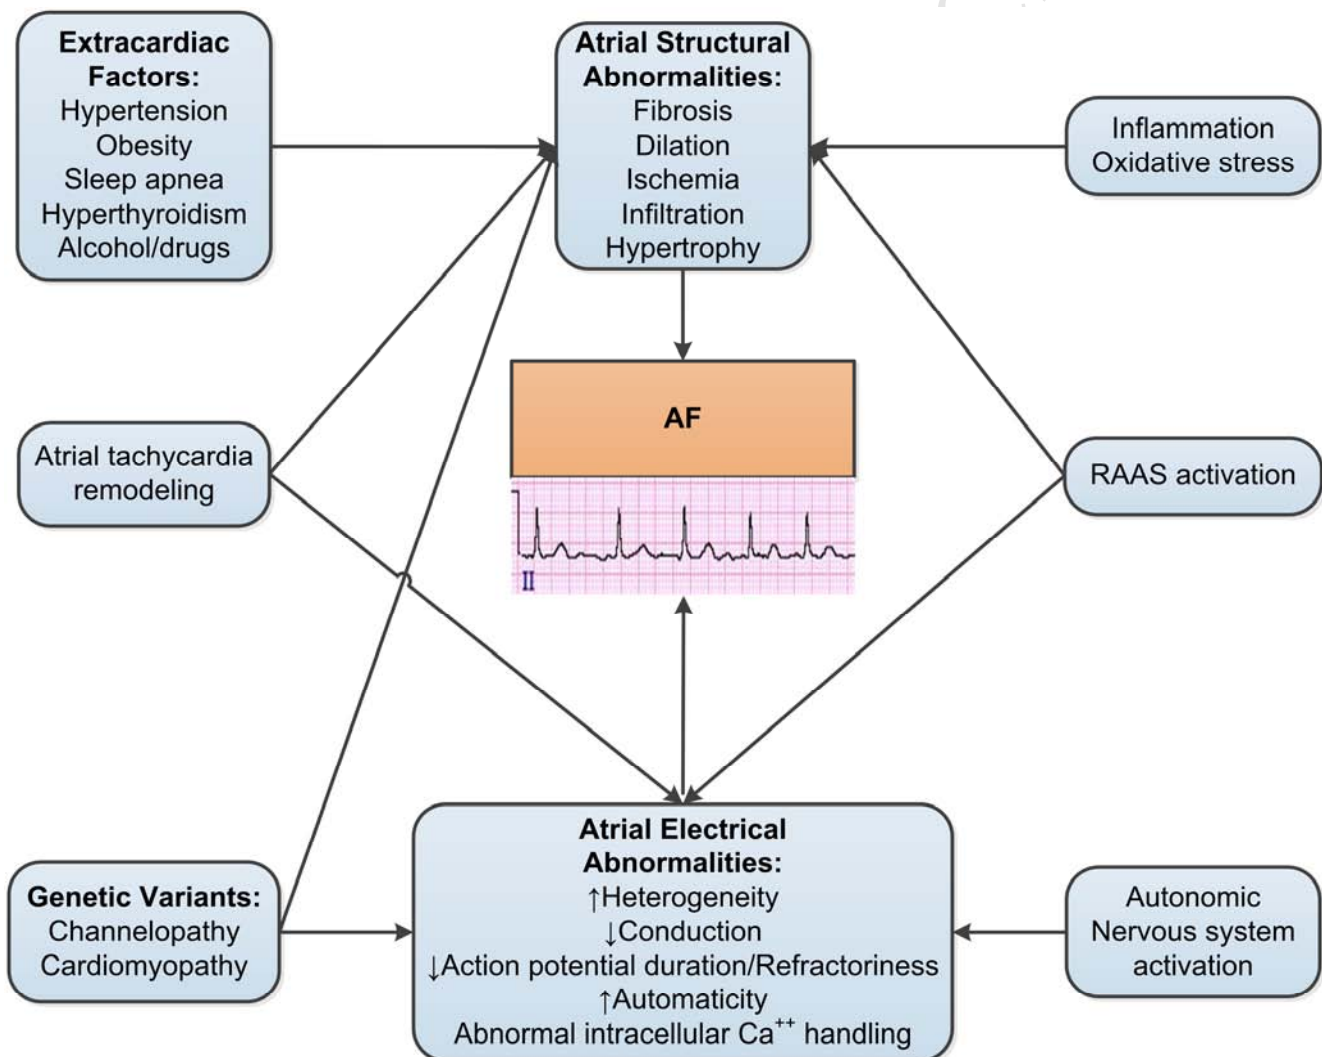 Extracardiac
Factors:
Hypertension
Obesity
Sleep apnea
Hyperthyroidism
Alcohol/drugs
Atrial Structural
Abnormalities:
Fibrosis
Dilation
Ischemia
Infiltration
Hypertrophy
Inflammation
Oxidative stress
AF
Atrial tachycardia
remodeling
RAAS activation
II
Genetic Variants:
Channelopathy
Cardiomyopathy
Atrial Electrical
Abnormalities:
↑Heterogeneity
↓Conduction
↓Action potential duration/Refractoriness
↑Automaticity
Abnormal intracellular Ca⁺⁺ handling
Autonomic
Nervous system
activation